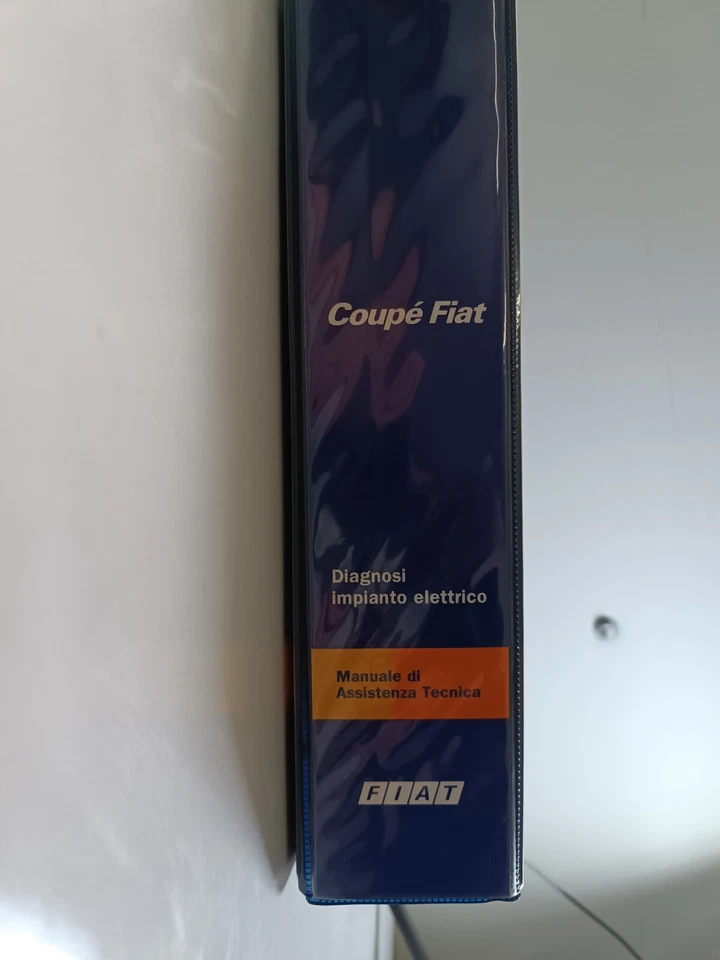 Coupé Fiat
Diagnosi
impianto elettrico
Manuale di
Assistenza Tecnica
FIAT